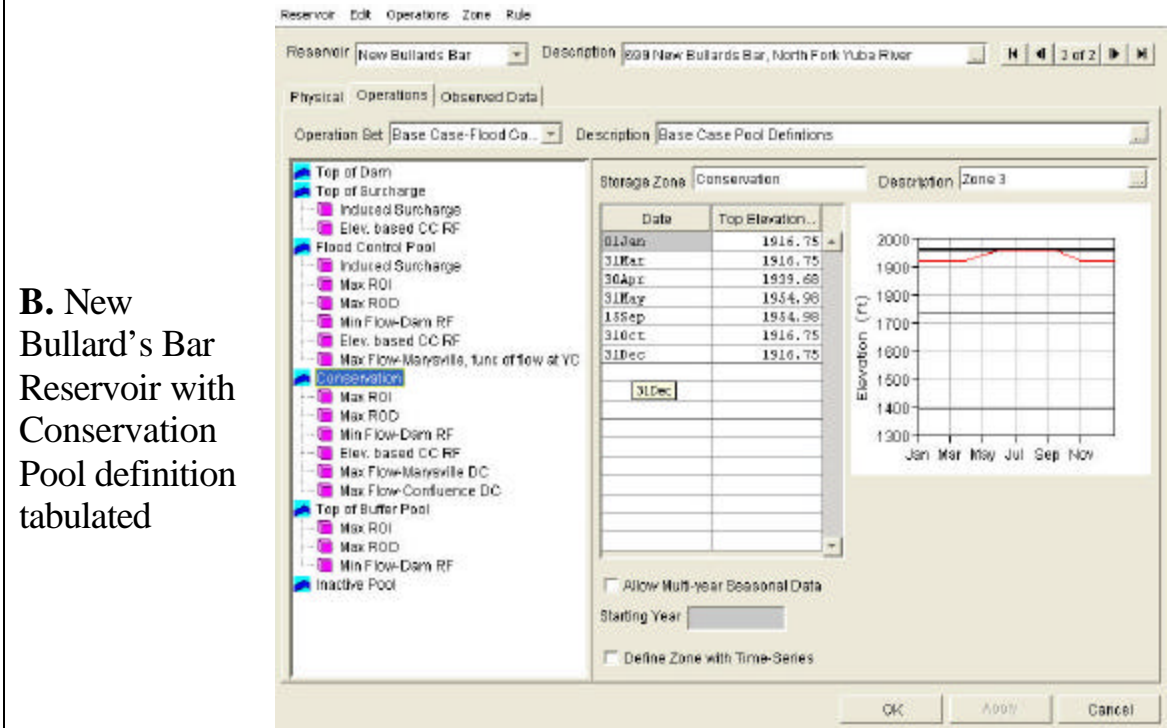 B. New
Bullard's Bar
Reservoir with
Conservation
Pool definition
tabulated
Reservoir Edit Operations Zone Rule
Reservoir New Bullards Bar Description 699 New Bullards Bar, North Fork Yuba River 2 of 2
Physical Operations Observed Data
Operation Set Base Case-Flood Co... Description Base Case Pool Defintions ...
Top of Dam
Top of Surcharge
Induced Surcharge
Elev. based CC RF
Flood Control Pool
Induced Surcharge
Max ROI
Max ROD
Min Flow-Dam RF
Elev. based CC RF
Max Flow-Marysville, func of flow at YC
Conservation
Max ROI
Max ROD
Min Flow-Dam RF
Elev. based CC RF
Max Flow-Marysville DC
Max Flow-Confluence DC
Top of Buffer Pool
Max ROI
Max ROD
Min Flow-Dam RF
Inactive Pool
Storage Zone Conservation Description Zone 3 ...
Date Top Elevation...
01Jan 1916.75
31Mar 1916.75
30Apr 1939.68
31May 1954.98
15Sep 1954.98
31Oct 1916.75
31Dec 1916.75
31Dec
Elevation (ft)
2000
1900
1800
1700
1600
1500
1400
1300
Jan Mar May Jul Sep Nov
Allow Multi-year Seasonal Data
Starting Year
Define Zone with Time-Series
OK Apply Cancel